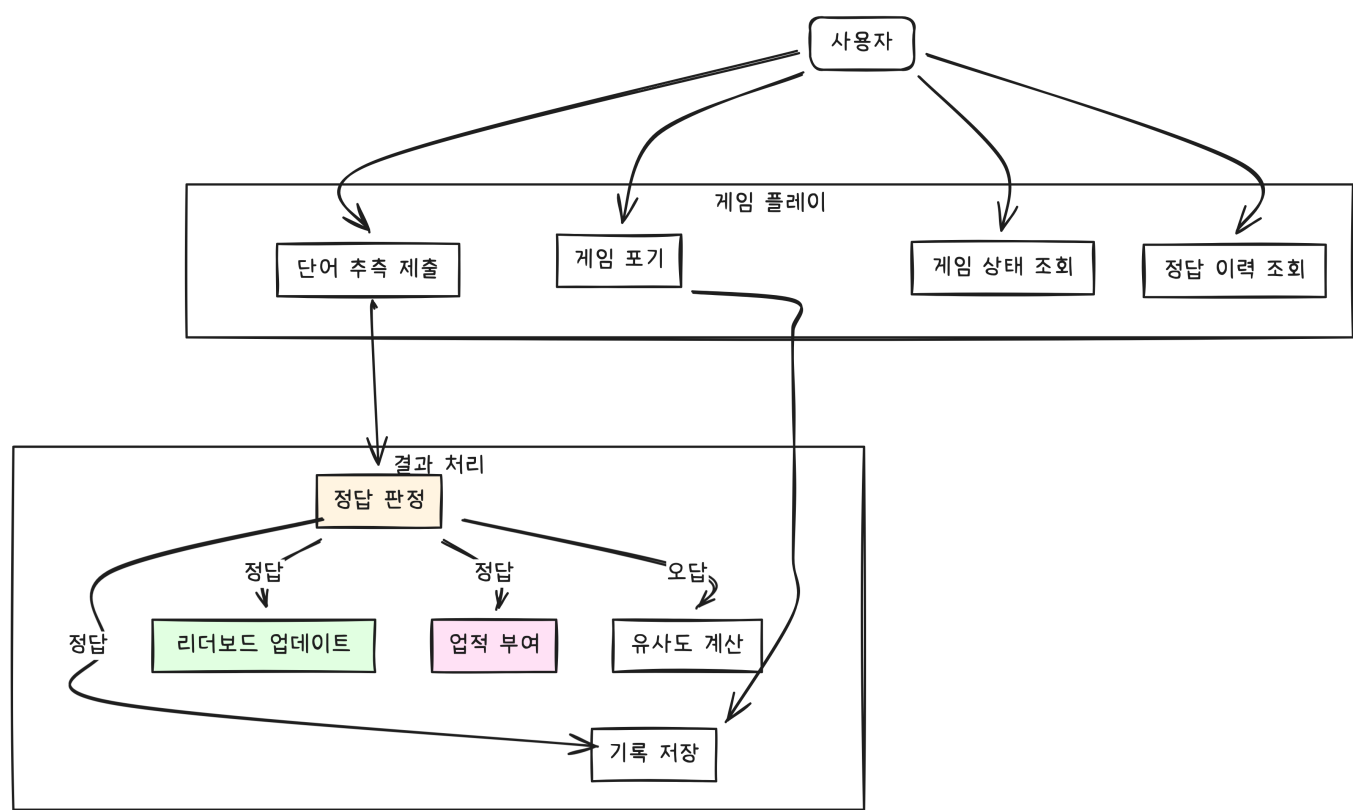 사용자
게임 플레이
단어 추측 제출
게임 포기
게임 상태 조회
정답 이력 조회
결과 처리
정답 판정
정답
정답
오답
정답
리더보드 업데이트
업적 부여
유사도 계산
기록 저장